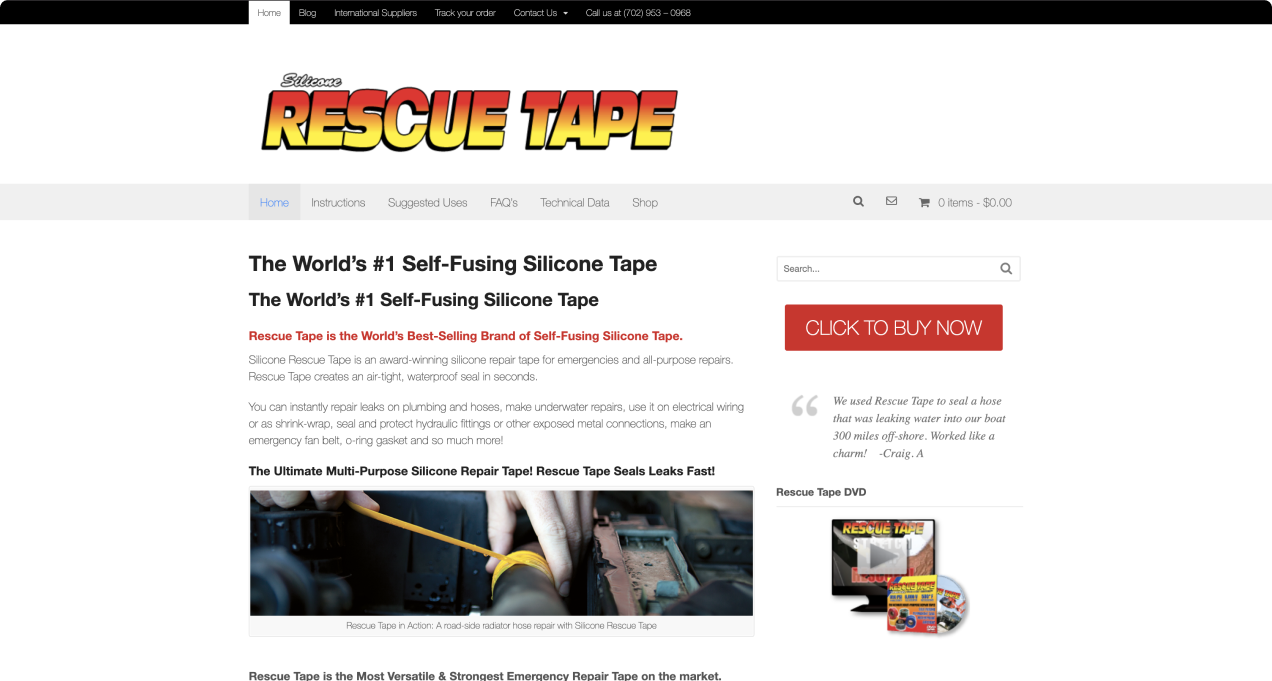 Home Blog International Suppliers Track your order Contact Us Call us at (702) 953 – 0968
Silicone
RESCUE TAPE
Home Instructions Suggested Uses FAQ's Technical Data Shop 0 items - $0.00
The World's #1 Self-Fusing Silicone Tape
The World's #1 Self-Fusing Silicone Tape
Rescue Tape is the World's Best-Selling Brand of Self-Fusing Silicone Tape.
Silicone Rescue Tape is an award-winning silicone repair tape for emergencies and all-purpose repairs.
Rescue Tape creates an air-tight, waterproof seal in seconds.
You can instantly repair leaks on plumbing and hoses, make underwater repairs, use it on electrical wiring
or as shrink-wrap, seal and protect hydraulic fittings or other exposed metal connections, make an
emergency fan belt, o-ring gasket and so much more!
The Ultimate Multi-Purpose Silicone Repair Tape! Rescue Tape Seals Leaks Fast!
Rescue Tape in Action: A road-side radiator hose repair with Silicone Rescue Tape
Rescue Tape is the Most Versatile & Strongest Emergency Repair Tape on the market.
Search...
CLICK TO BUY NOW
We used Rescue Tape to seal a hose
that was leaking water into our boat
300 miles off-shore. Worked like a
charm! -Craig. A
Rescue Tape DVD
RESCUE TAPE